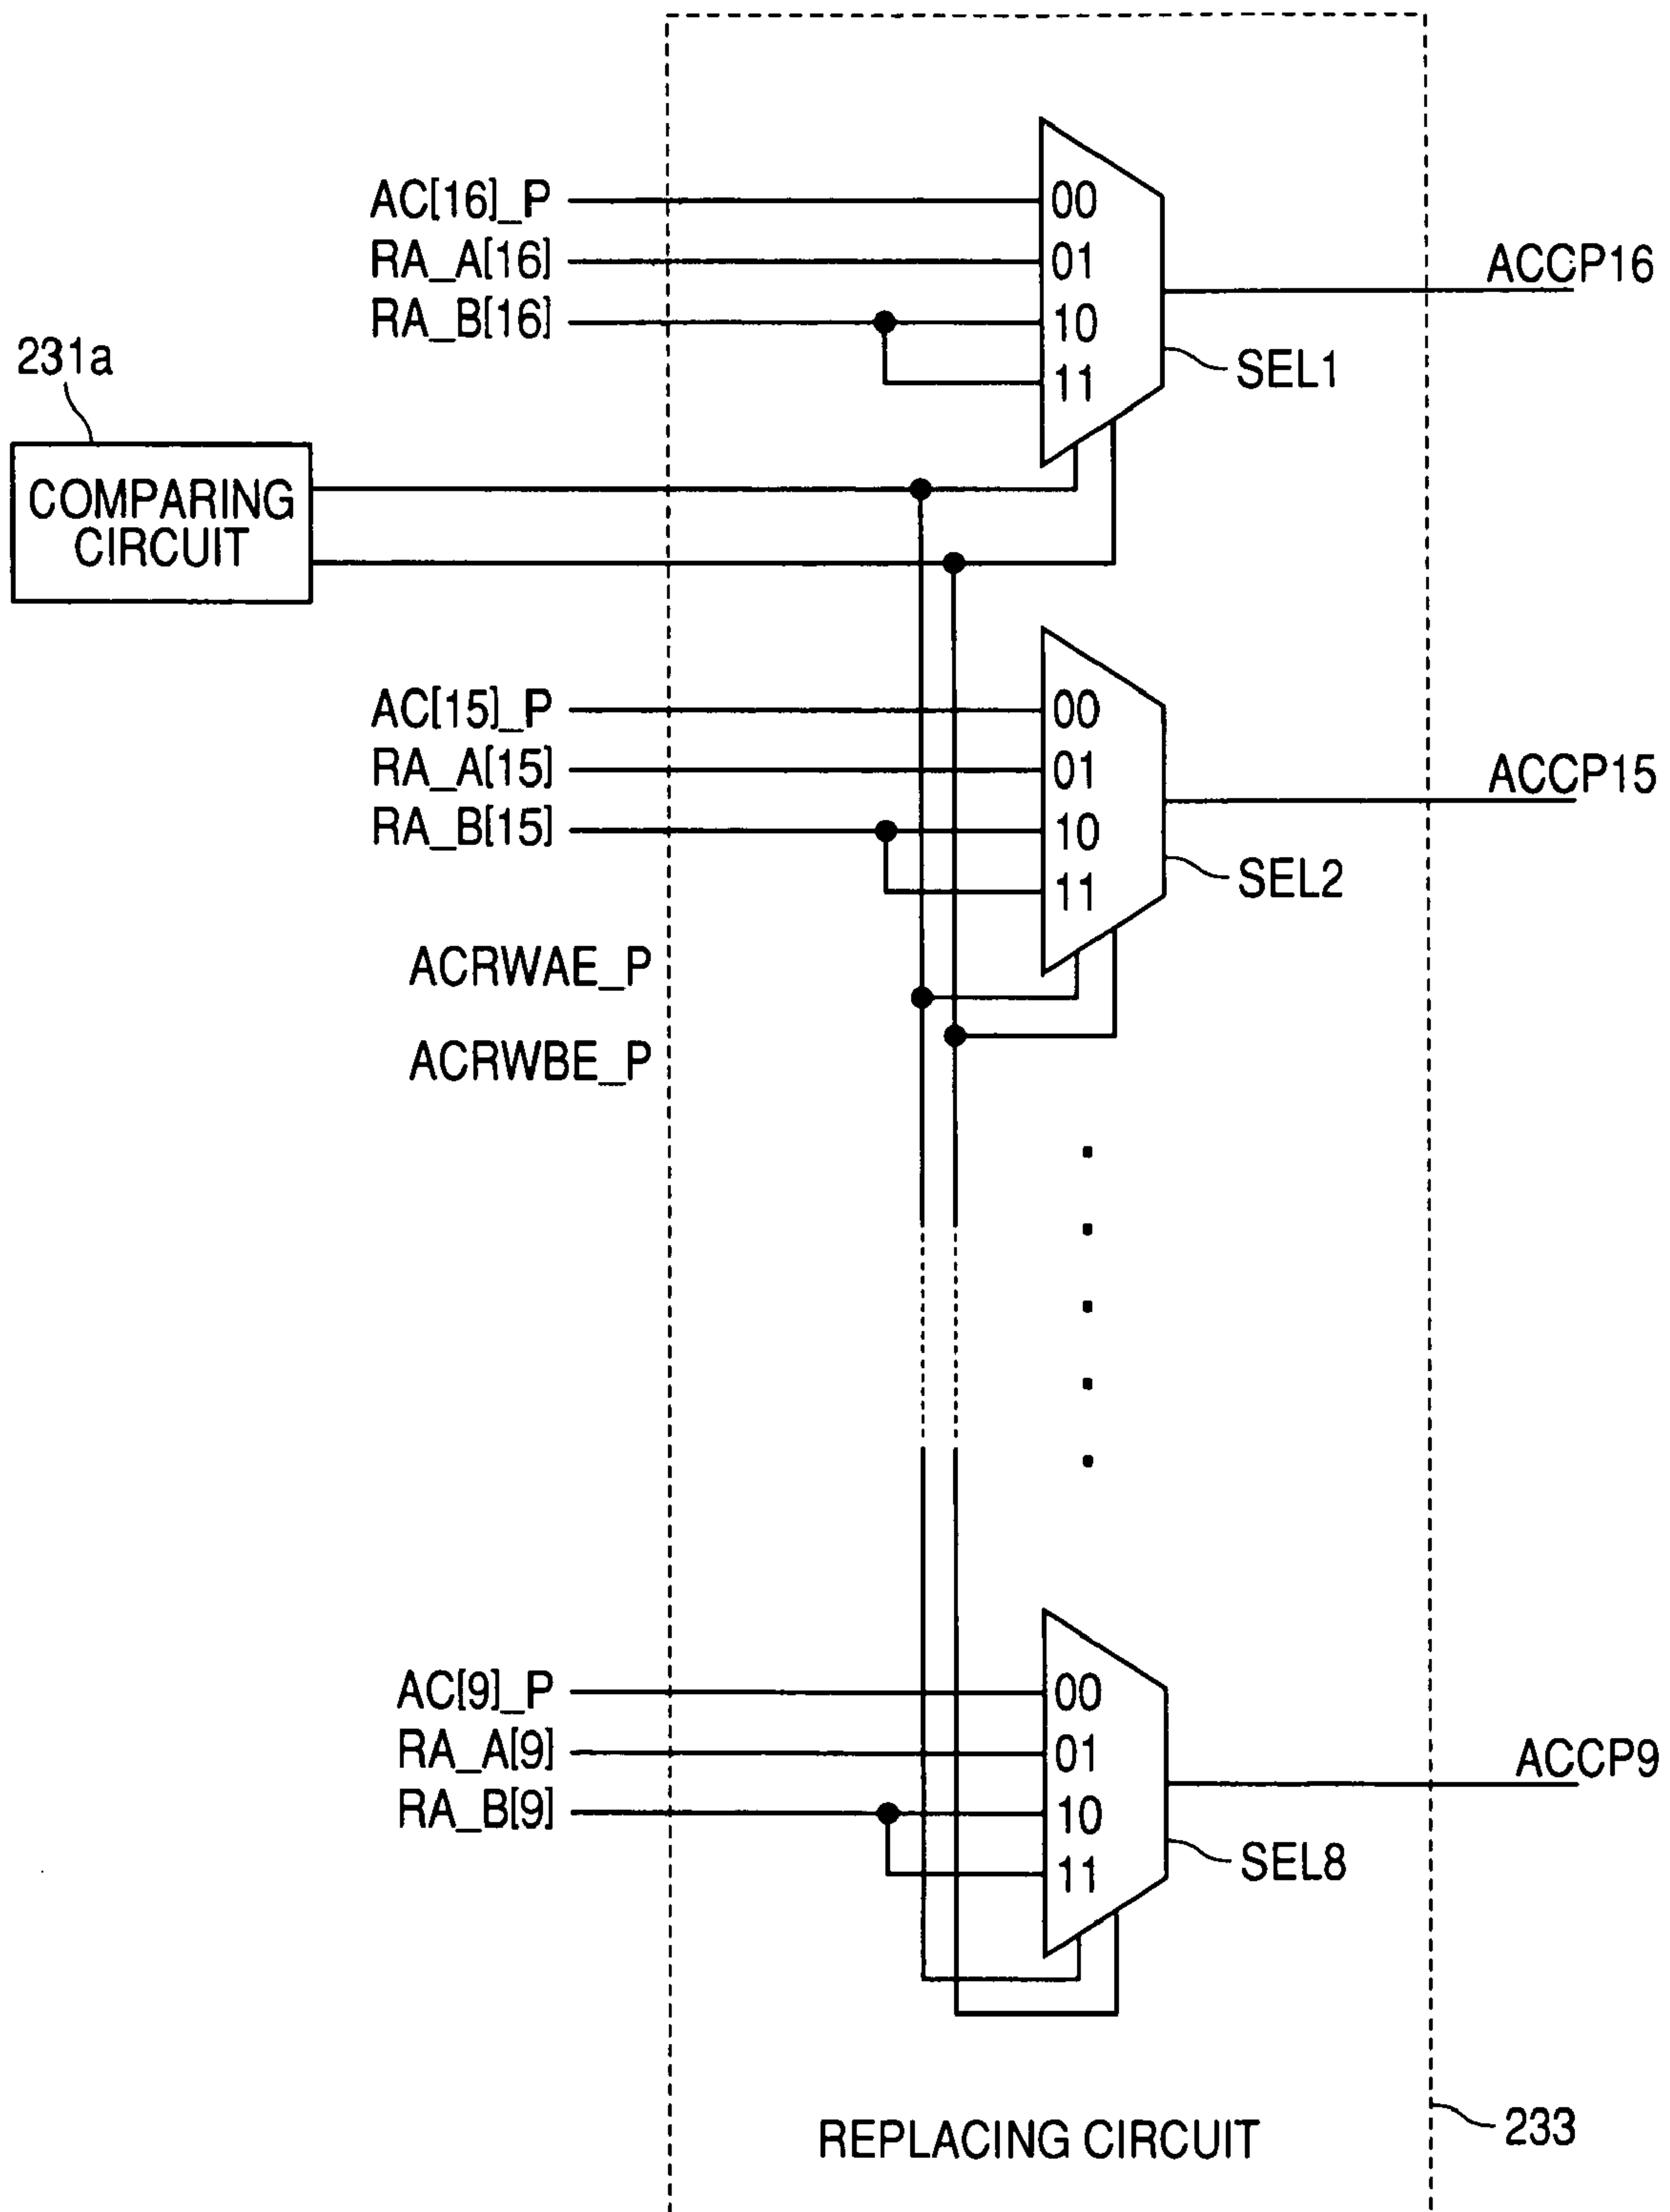 AC[16]_P
00
RA_A[16]
01
ACCP16
RA_B[16]
10
11
SEL1
231a
COMPARING
CIRCUIT
AC[15]_P
00
RA_A[15]
01
ACCP15
RA_B[15]
10
11
SEL2
ACRWAE_P
ACRWBE_P
AC[9]_P
00
RA_A[9]
01
ACCP9
RA_B[9]
10
11
SEL8
REPLACING CIRCUIT
233